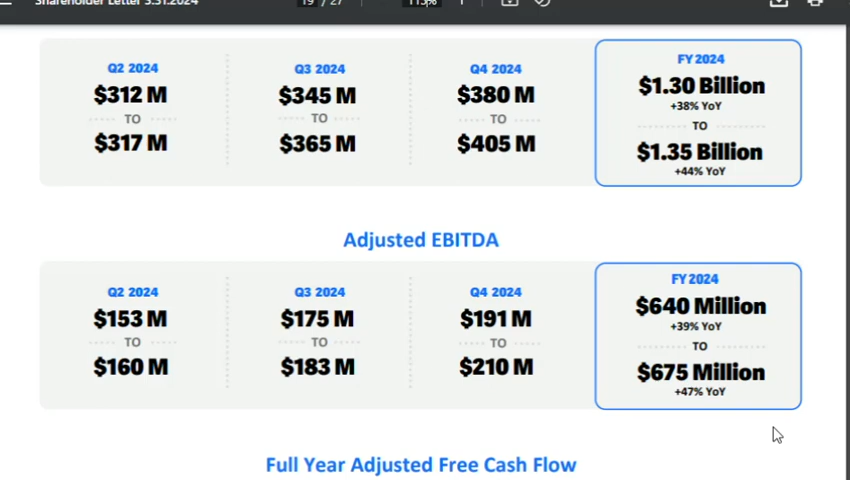 Shareholder Letter 3.31.2024 19 / 27 115%
Q2 2024 Q3 2024 Q4 2024 FY 2024
$312 M $345 M $380 M $1.30 Billion
+38% YoY
TO TO TO TO
$317 M $365 M $405 M $1.35 Billion
+44% YoY
Adjusted EBITDA
Q2 2024 Q3 2024 Q4 2024 FY 2024
$153 M $175 M $191 M $640 Million
+39% YoY
TO TO TO TO
$160 M $183 M $210 M $675 Million
+47% YoY
Full Year Adjusted Free Cash Flow